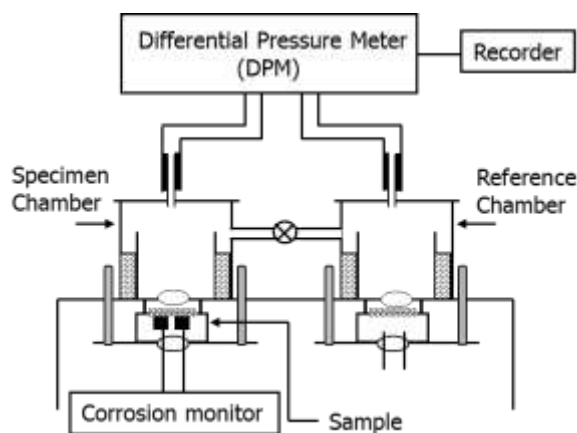 Differential Pressure Meter
(DPM)
Recorder
Specimen
Chamber
Reference
Chamber
Corrosion monitor
Sample